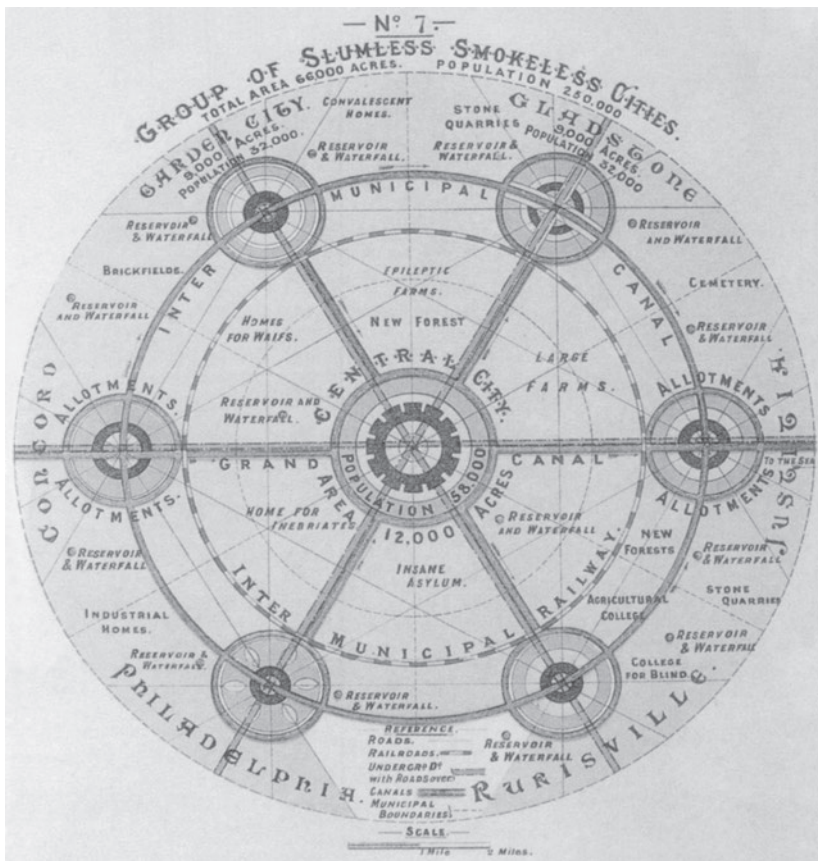 — Nº 7. —
GROUP OF SLUMLESS SMOKELESS CITIES.
TOTAL AREA 66,000 ACRES. POPULATION 250,000
GARDEN CITY.
9,000 ACRES.
POPULATION 32,000.
CONVALESCENT
HOMES.
STONE
QUARRIES
GLADSTONE
9,000 ACRES
POPULATION 32,000
RESERVOIR
& WATERFALL.
RESERVOIR &
WATERFALL.
INTER MUNICIPAL CANAL
RESERVOIR
& WATERFALL
RESERVOIR
AND WATERFALL
BRICKFIELDS.
EPILEPTIC
FARMS.
CEMETERY.
RESERVOIR
AND WATERFALL
HOMES
FOR WAIFS.
NEW FOREST
RESERVOIR
& WATERFALL
LARGE
FARMS.
CONCORD
ALLOTMENTS.
RESERVOIR AND
WATERFALL.
CENTRAL CITY.
ALLOTMENTS
JUSTITIA.
GRAND CANAL
TO THE SEA
ALLOTMENTS.
AREA 12,000 ACRES
POPULATION 58,000
ALLOTMENTS
HOME FOR
INEBRIATES
RESERVOIR
AND WATERFALL
NEW
FORESTS
RESERVOIR
& WATERFALL
RESERVOIR
& WATERFALL
INSANE
ASYLUM.
INTER MUNICIPAL RAILWAY.
AGRICULTURAL
COLLEGE
STONE
QUARRIES
INDUSTRIAL
HOMES.
RESERVOIR
& WATERFALL
RESERVOIR &
WATERFALL.
COLLEGE
FOR BLIND.
RESERVOIR
& WATERFALL.
PHILADELPHIA.
RURISVILLE.
REFERENCE.
ROADS.
RAILROADS.
UNDERGRD Dº
WITH ROADS OVER
CANALS
MUNICIPAL
BOUNDARIES
RESERVOIR
& WATERFALL
— SCALE. —
1 Mile 2 Miles.